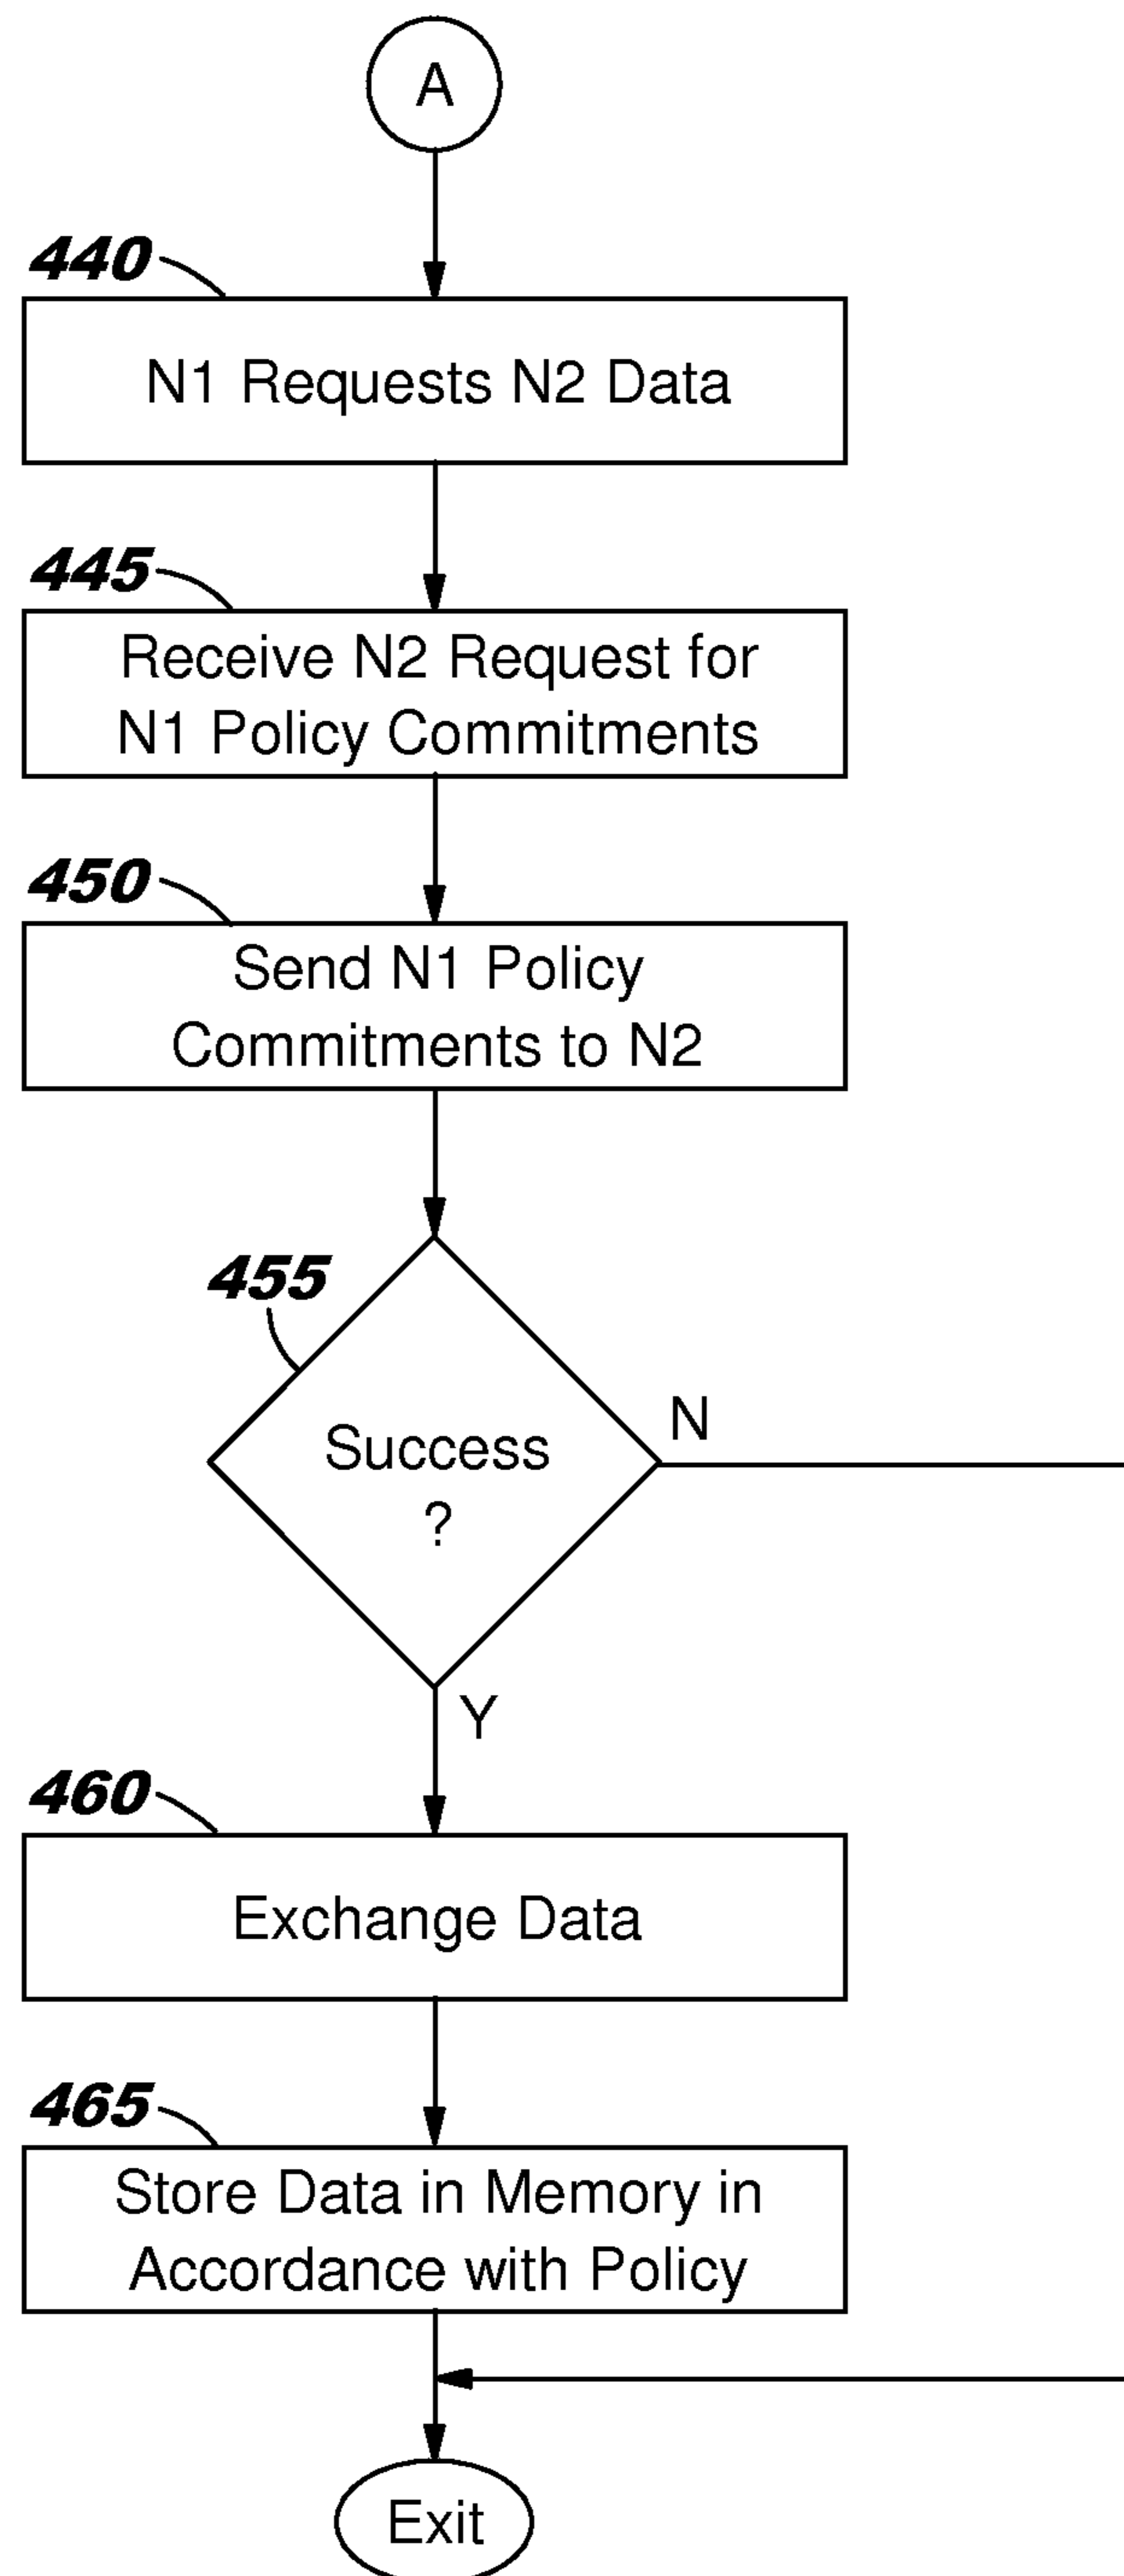 A
440
N1 Requests N2 Data
445
Receive N2 Request for
N1 Policy Commitments
450
Send N1 Policy
Commitments to N2
455
Success
?
N
Y
460
Exchange Data
465
Store Data in Memory in
Accordance with Policy
Exit